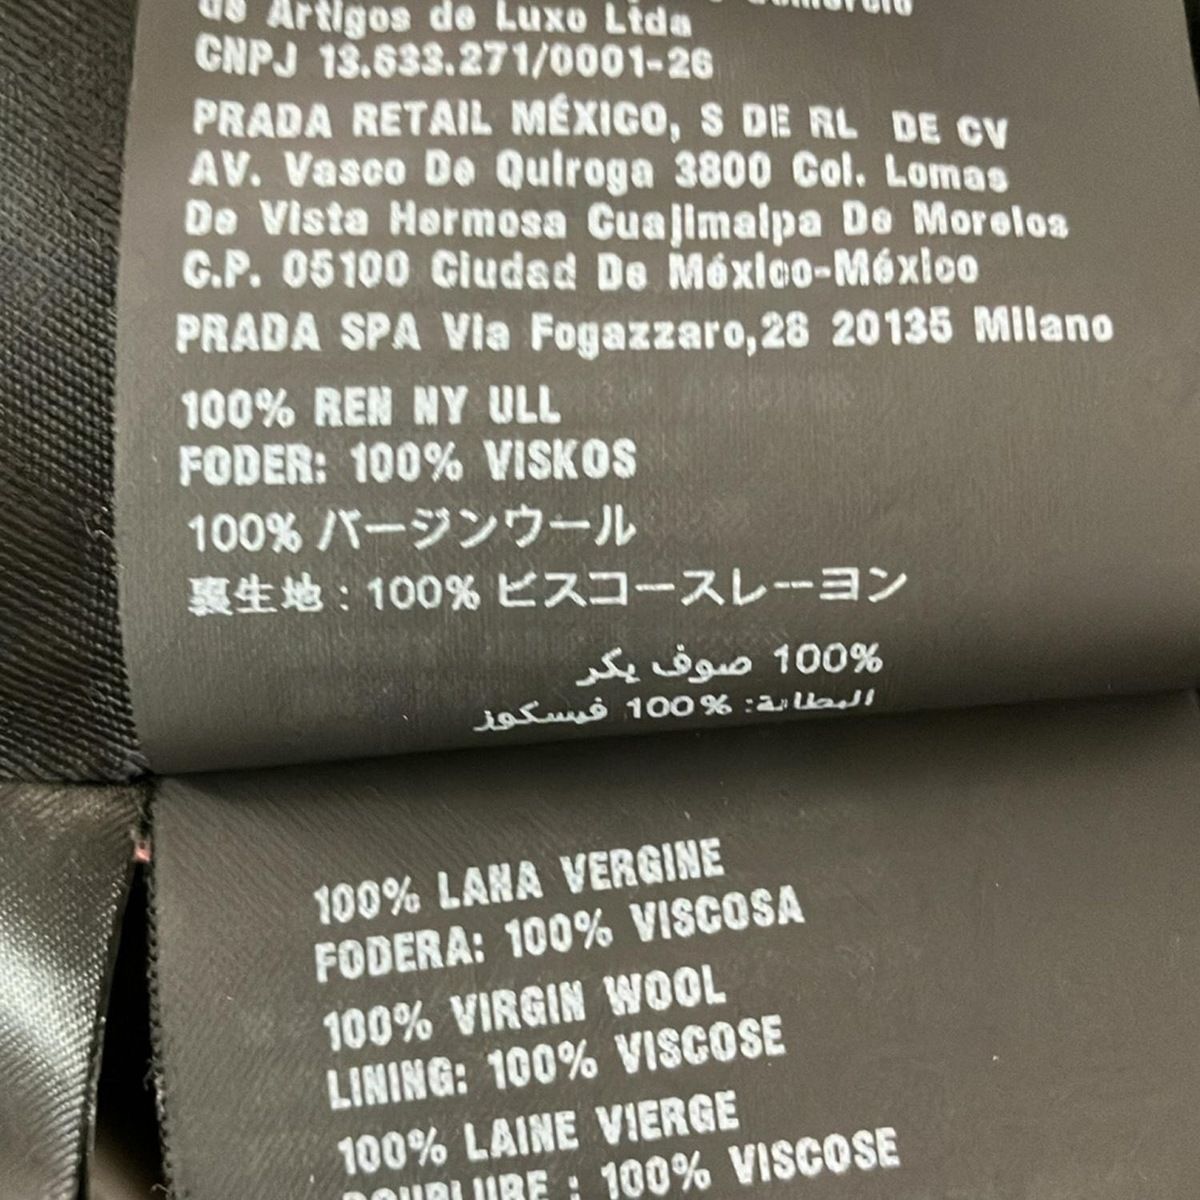 de Artigos de Luxo Ltda
CNPJ 13.633.271/0001-26
PRADA RETAIL MÉXICO, S DE RL DE CV
AV. Vasco De Quiroga 3800 Col. Lomas
De Vista Hermosa Cuajimalpa De Morelos
C.P. 05100 Ciudad De México-México
PRADA SPA Via Fogazzaro,28 20135 Milano
100% REN NY ULL
FODER: 100% VISKOS
100% バージンウール
裏生地：100% ビスコースレーヨン
100% صوف بكر
البطانة: 100% فيسكوز
100% LANA VERGINE
FODERA: 100% VISCOSA
100% VIRGIN WOOL
LINING: 100% VISCOSE
100% LAINE VIERGE
DOUBLURE : 100% VISCOSE